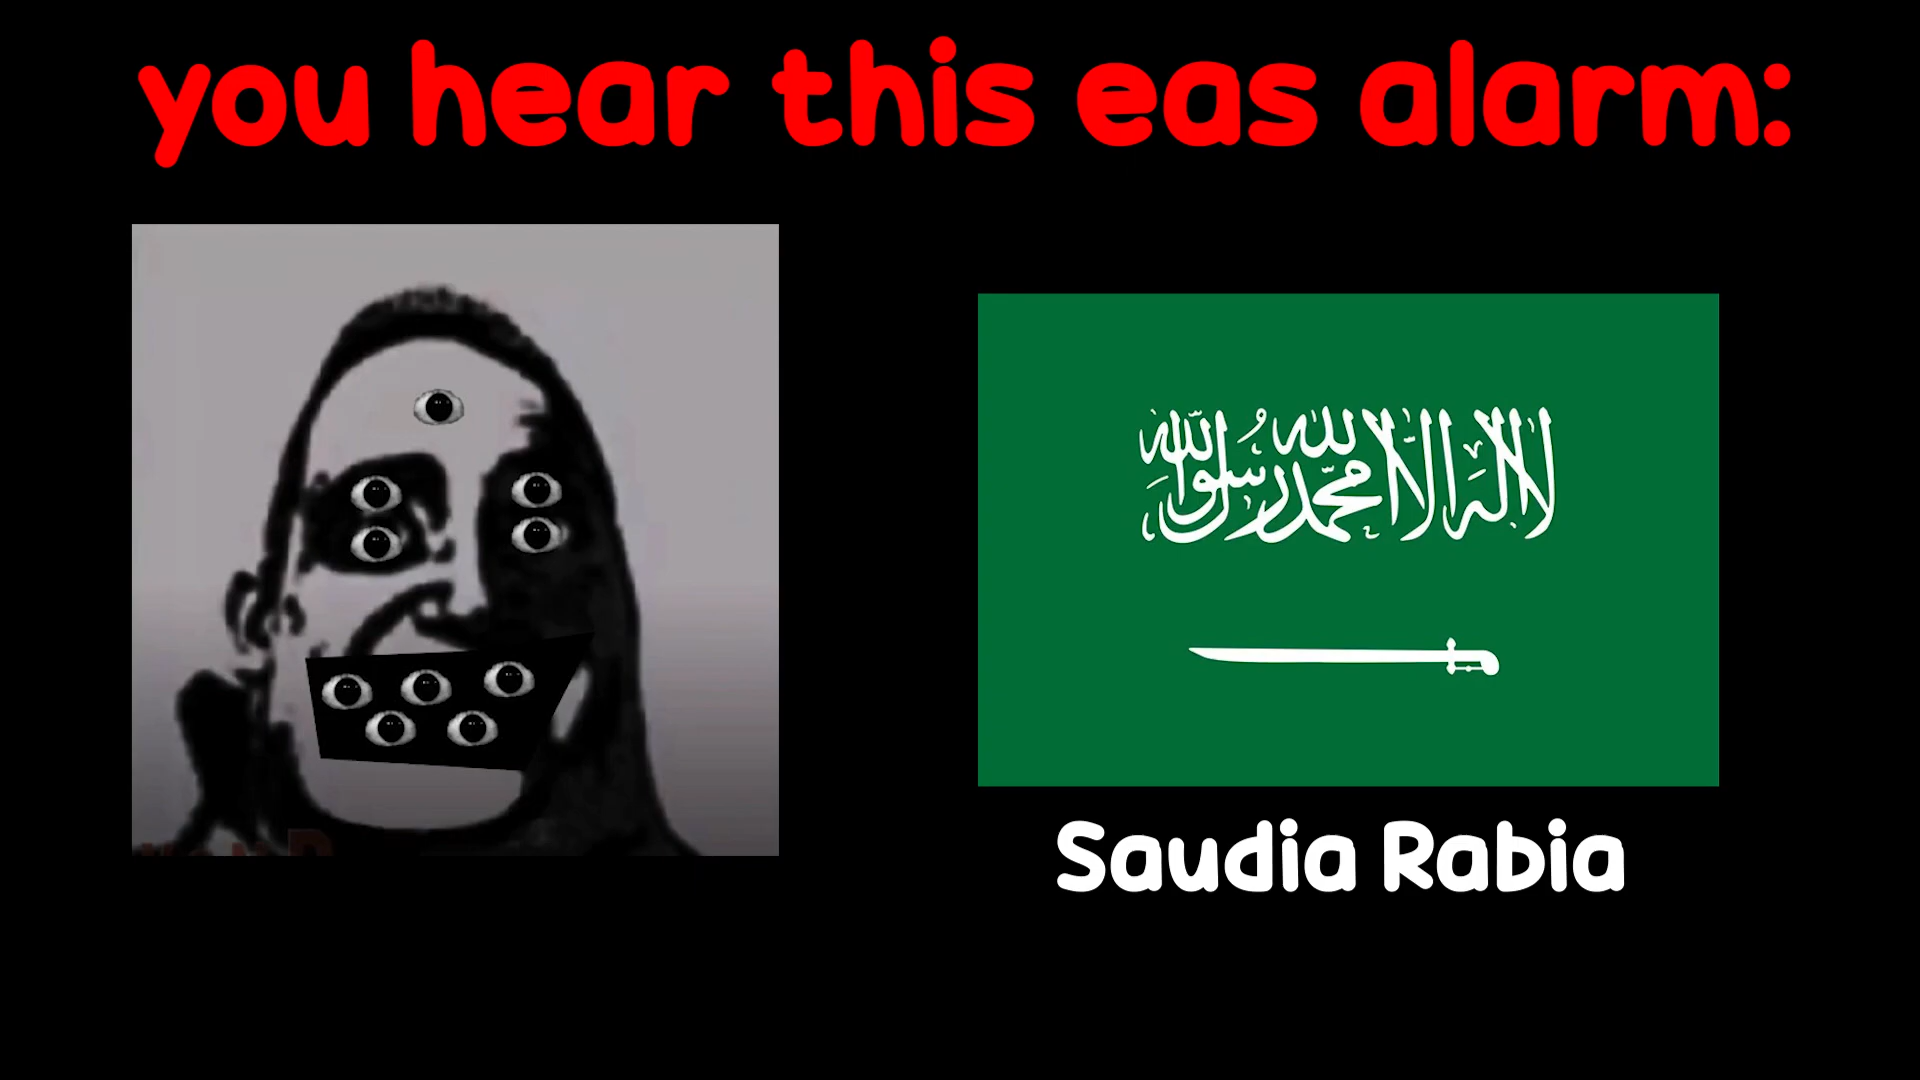 you hear this eas alarm:
لا إله إلا الله محمد رسول الله
Saudia Rabia